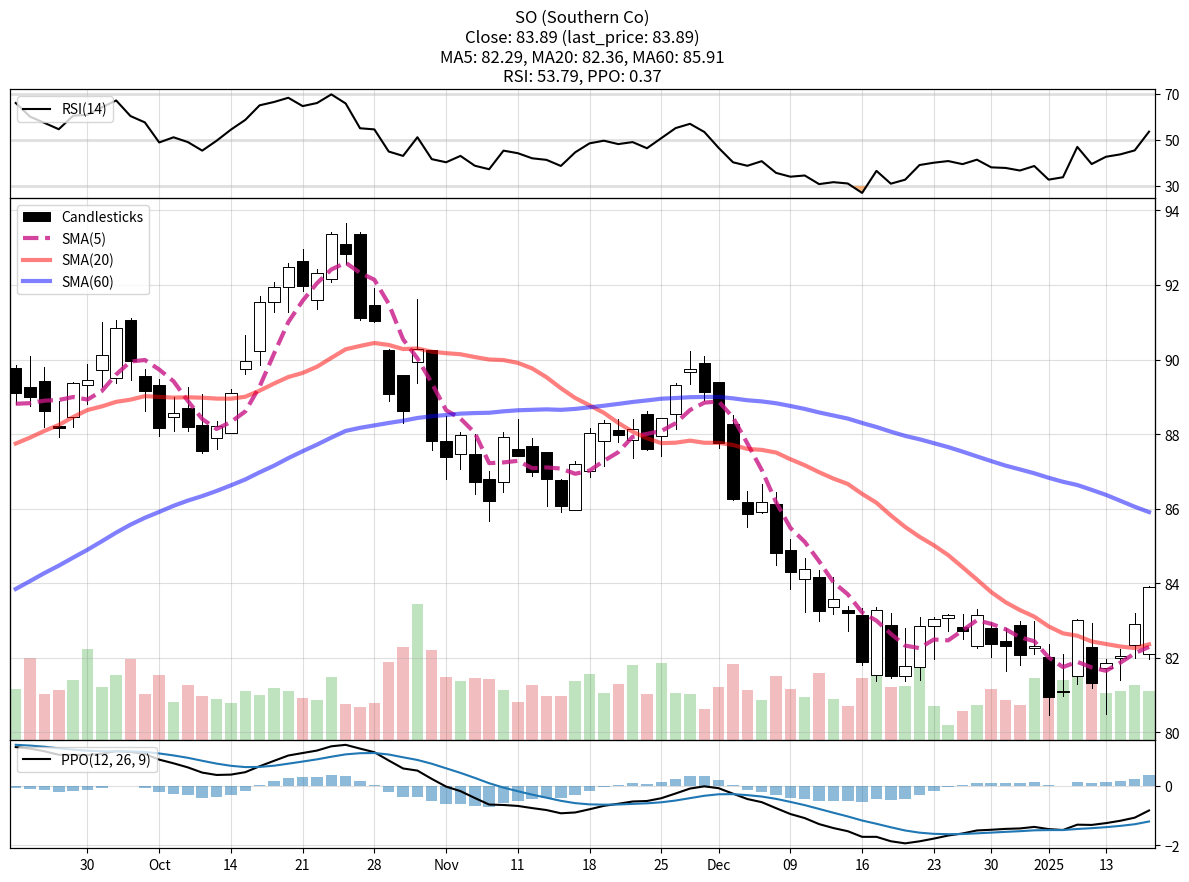 SO (Southern Co)
Close: 83.89 (last_price: 83.89)
MA5: 82.29, MA20: 82.36, MA60: 85.91
RSI: 53.79, PPO: 0.37
RSI(14)
70
50
30
Candlesticks
SMA(5)
SMA(20)
SMA(60)
94
92
90
88
86
84
82
80
PPO(12, 26, 9)
0
−2
30 Oct 14 21 28 Nov 11 18 25 Dec 09 16 23 30 2025 13